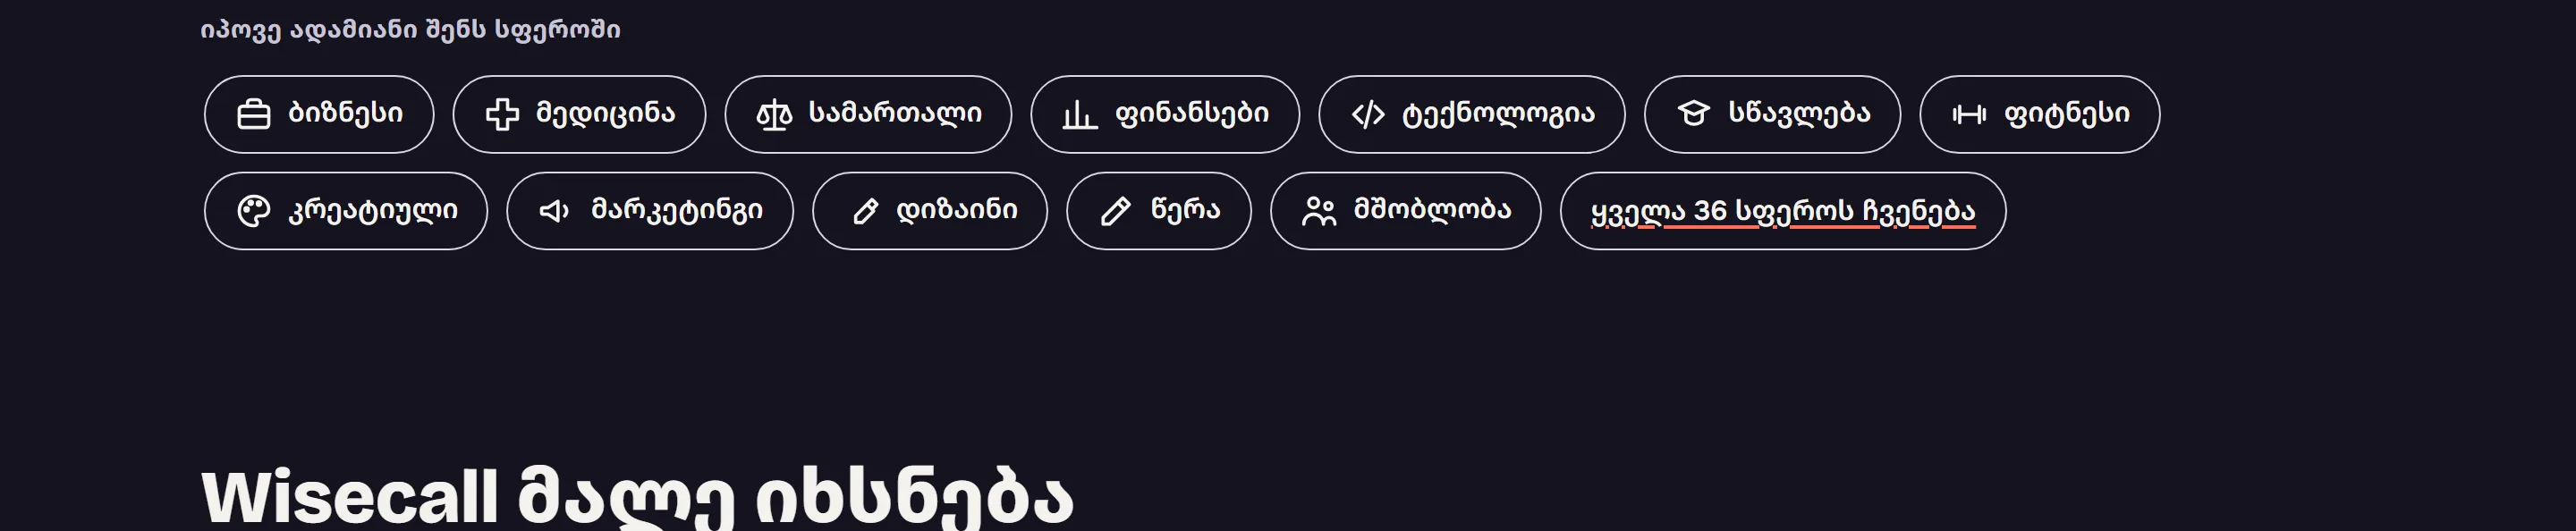 იპოვე ადამიანი შენს სფეროში
ბიზნესი მედიცინა სამართალი ფინანსები ტექნოლოგია სწავლება ფიტნესი
კრეატიული მარკეტინგი დიზაინი წერა მშობლობა ყველა 36 სფეროს ჩვენება
Wisecall მალე იხსნება